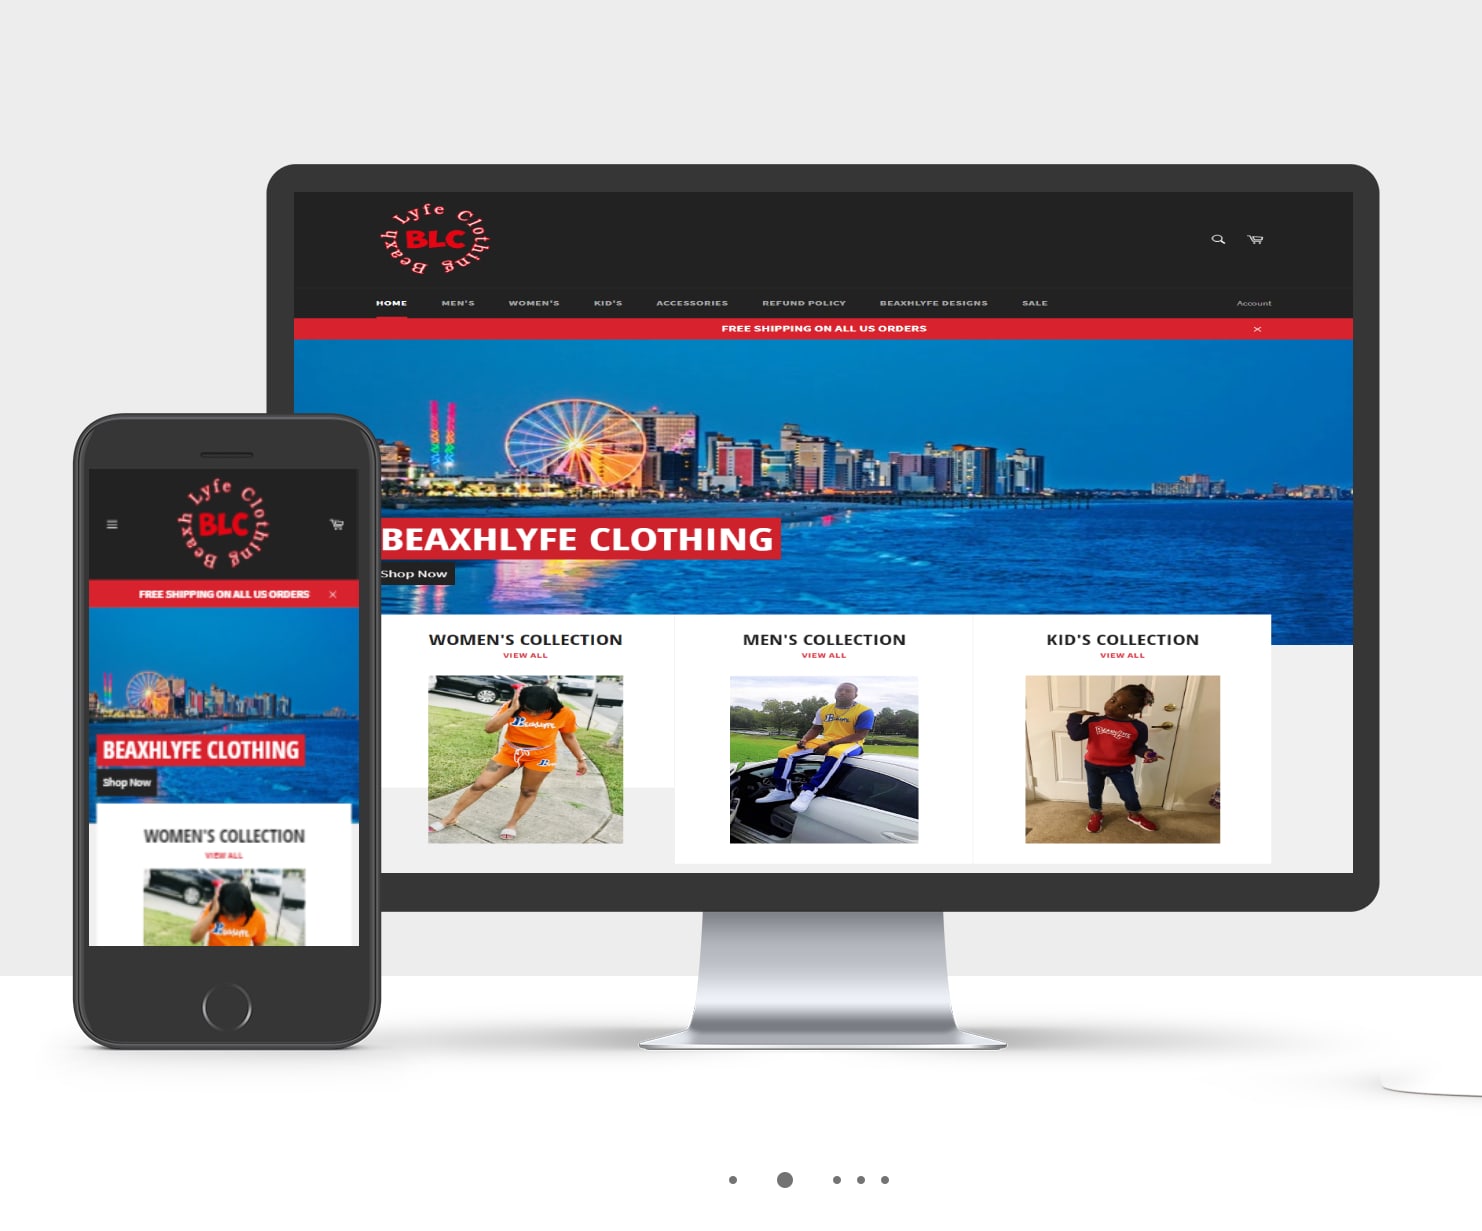 Beaxh Lyfe Clothing
BLC
HOME MEN'S WOMEN'S KID'S ACCESSORIES REFUND POLICY BEAXHLYFE DESIGNS SALE Account
FREE SHIPPING ON ALL US ORDERS
BEAXHLYFE CLOTHING
Shop Now
WOMEN'S COLLECTION
VIEW ALL
MEN'S COLLECTION
VIEW ALL
KID'S COLLECTION
VIEW ALL
Beaxh Lyfe Clothing
BLC
FREE SHIPPING ON ALL US ORDERS
BEAXHLYFE CLOTHING
Shop Now
WOMEN'S COLLECTION
VIEW ALL